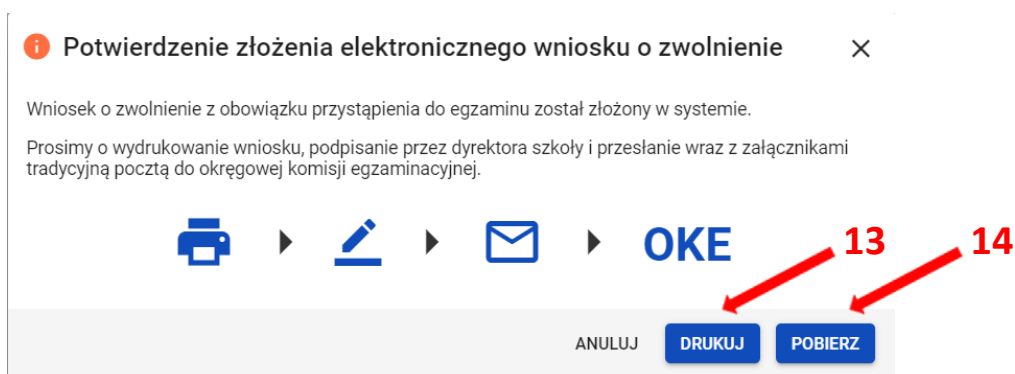 Potwierdzenie złożenia elektronicznego wniosku o zwolnienie
Wniosek o zwolnienie z obowiązku przystąpienia do egzaminu został złożony w systemie.
Prosimy o wydrukowanie wniosku, podpisanie przez dyrektora szkoły i przesłanie wraz z załącznikami
tradycyjną pocztą do okręgowej komisji egzaminacyjnej.
OKE
13
14
ANULUJ
DRUKUJ
POBIERZ